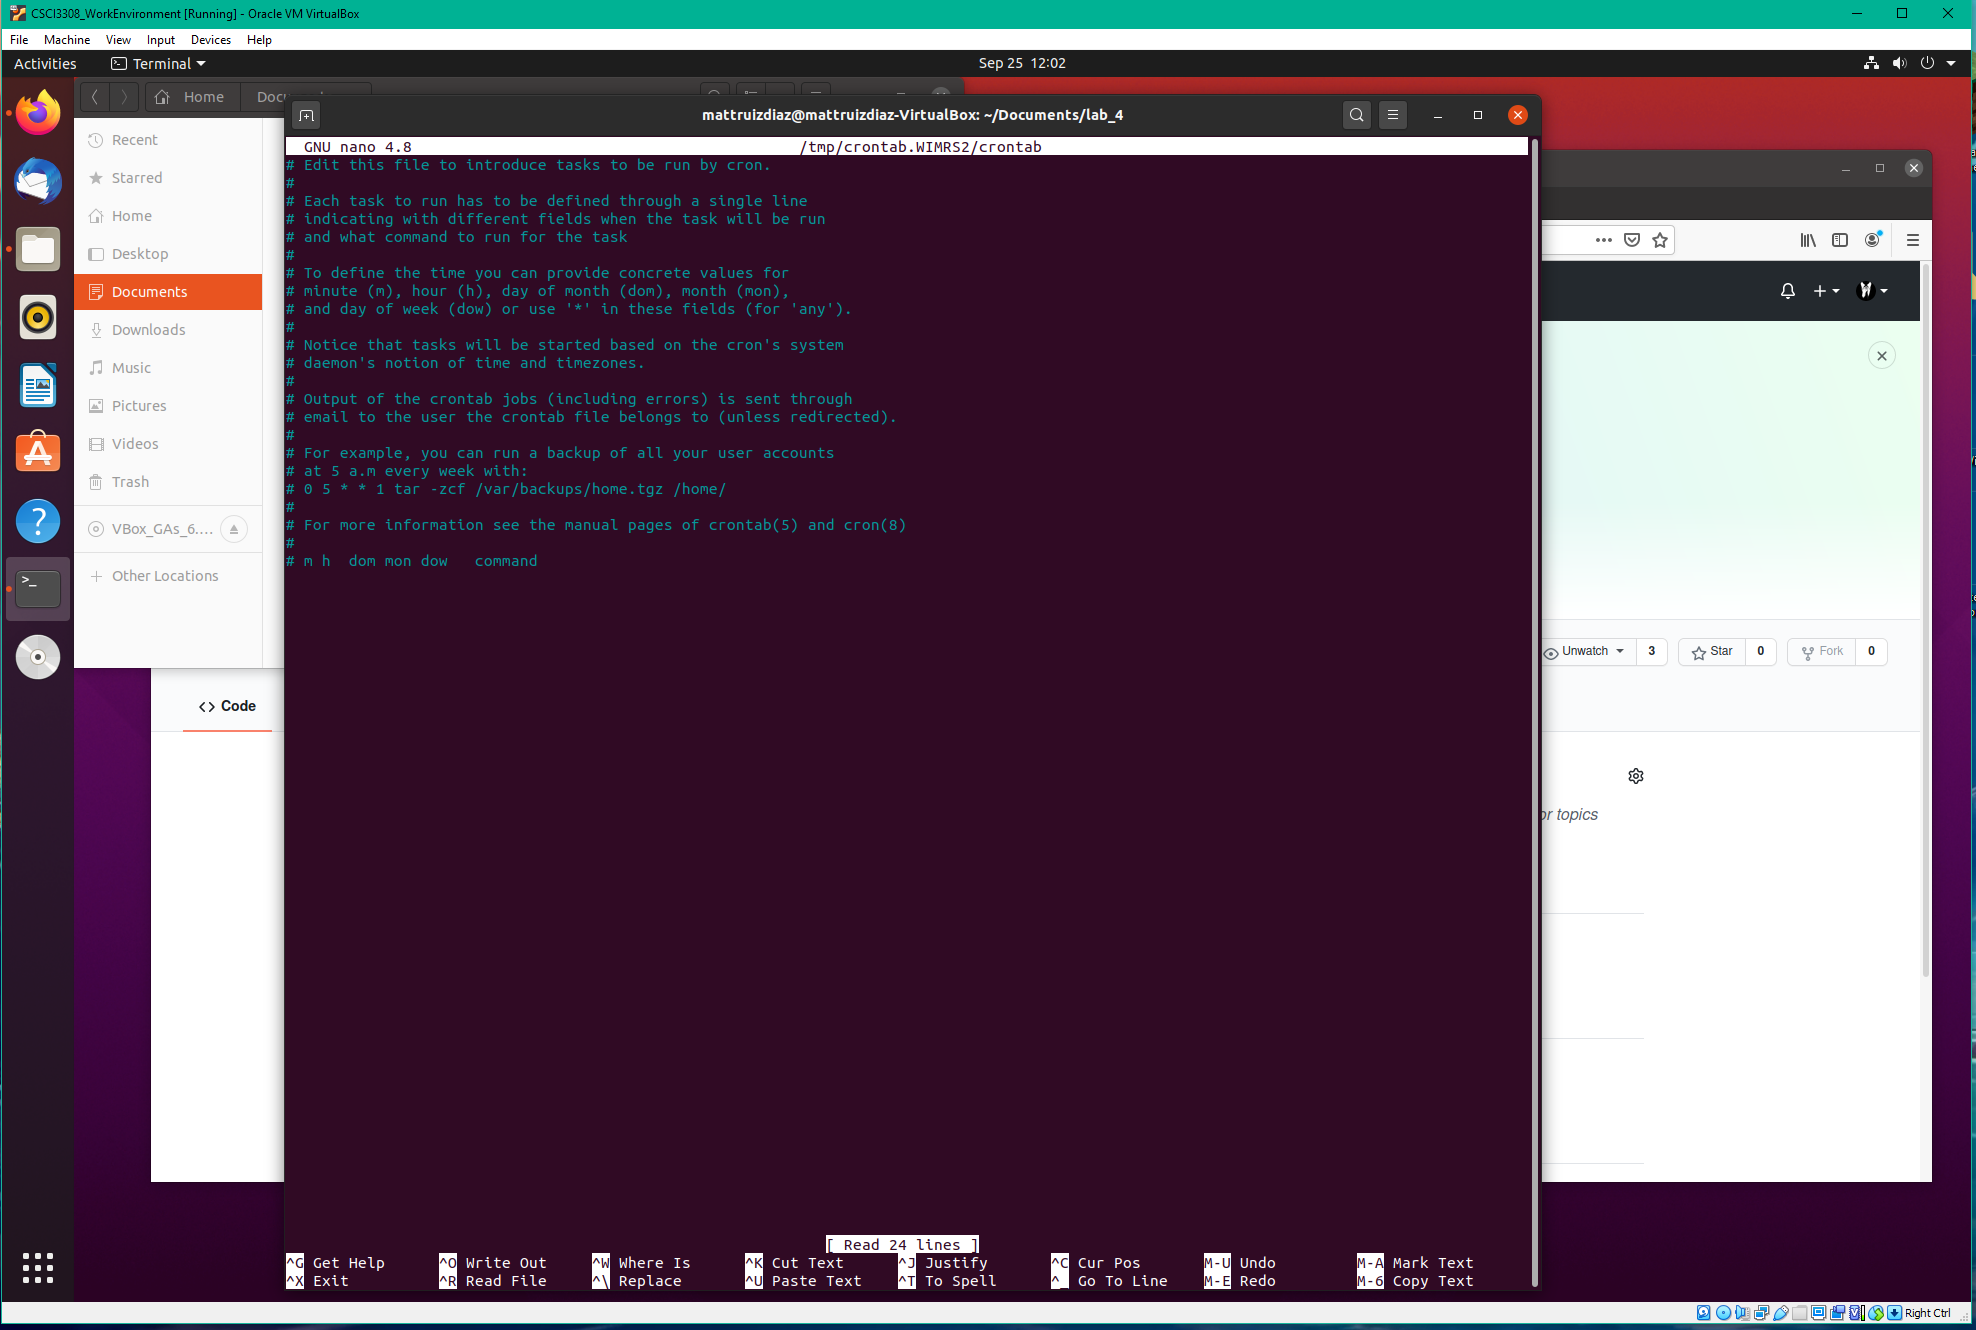 CSCI3308_WorkEnvironment [Running] - Oracle VM VirtualBox
File Machine View Input Devices Help
Activities Terminal Sep 25 12:02
Home
Recent
Starred
Home
Desktop
Documents
Downloads
Music
Pictures
Videos
Trash
VBox_GAs_6....
Other Locations
mattruizdiaz@mattruizdiaz-VirtualBox: ~/Documents/lab_4
GNU nano 4.8 /tmp/crontab.WIMRS2/crontab
# Edit this file to introduce tasks to be run by cron.
#
# Each task to run has to be defined through a single line
# indicating with different fields when the task will be run
# and what command to run for the task
#
# To define the time you can provide concrete values for
# minute (m), hour (h), day of month (dom), month (mon),
# and day of week (dow) or use '*' in these fields (for 'any').
#
# Notice that tasks will be started based on the cron's system
# daemon's notion of time and timezones.
#
# Output of the crontab jobs (including errors) is sent through
# email to the user the crontab file belongs to (unless redirected).
#
# For example, you can run a backup of all your user accounts
# at 5 a.m every week with:
# 0 5 * * 1 tar -zcf /var/backups/home.tgz /home/
#
# For more information see the manual pages of crontab(5) and cron(8)
#
# m h  dom mon dow   command
[ Read 24 lines ]
^G Get Help ^O Write Out ^W Where Is ^K Cut Text ^J Justify ^C Cur Pos M-U Undo M-A Mark Text
^X Exit ^R Read File ^\ Replace ^U Paste Text ^T To Spell ^_ Go To Line M-E Redo M-6 Copy Text
Unwatch 3 Star 0 Fork 0
<> Code
or topics
Right Ctrl